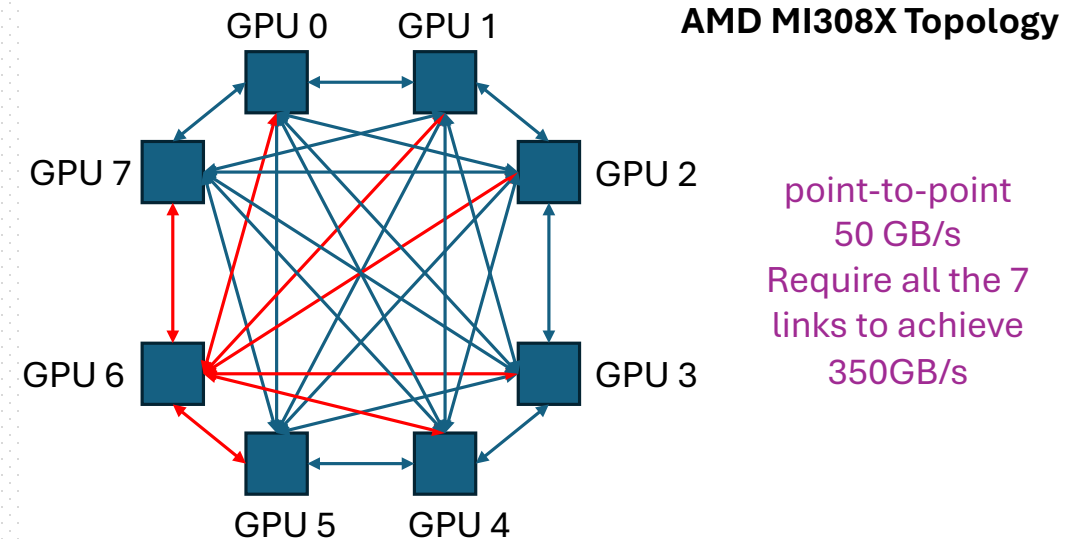 AMD MI308X Topology
GPU 0
GPU 1
GPU 7
GPU 2
GPU 6
GPU 3
GPU 5
GPU 4
point-to-point
50 GB/s
Require all the 7
links to achieve
350GB/s